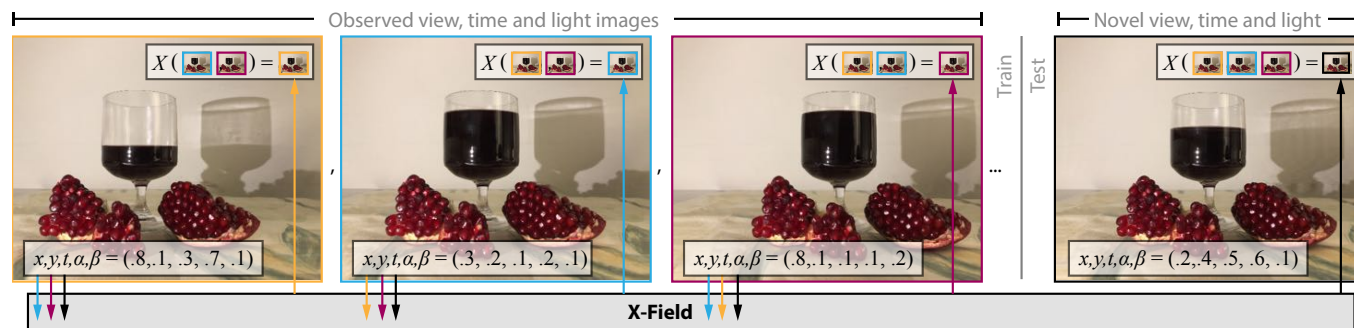 Observed view, time and light images
Novel view, time and light
X ( ) =
X ( ) =
X ( ) =
X ( ) =
Train
Test
, , ...
x,y,t,α,β = (.8,.1, .3, .7, .1)
x,y,t,α,β = (.3, .2, .1, .2, .1)
x,y,t,α,β = (.8,.1, .1, .1, .2)
x,y,t,α,β = (.2,.4, .5, .6, .1)
X-Field